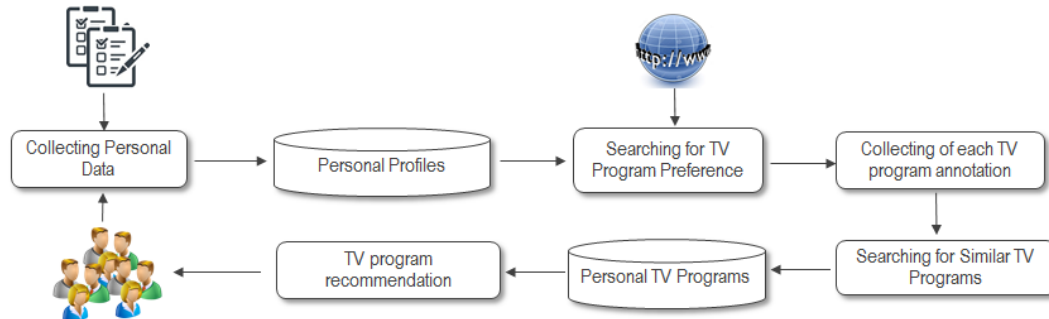 http://www
Collecting Personal
Data
Personal Profiles
Searching for TV
Program Preference
Collecting of each TV
program annotation
Searching for Similar TV
Programs
Personal TV Programs
TV program
recommendation